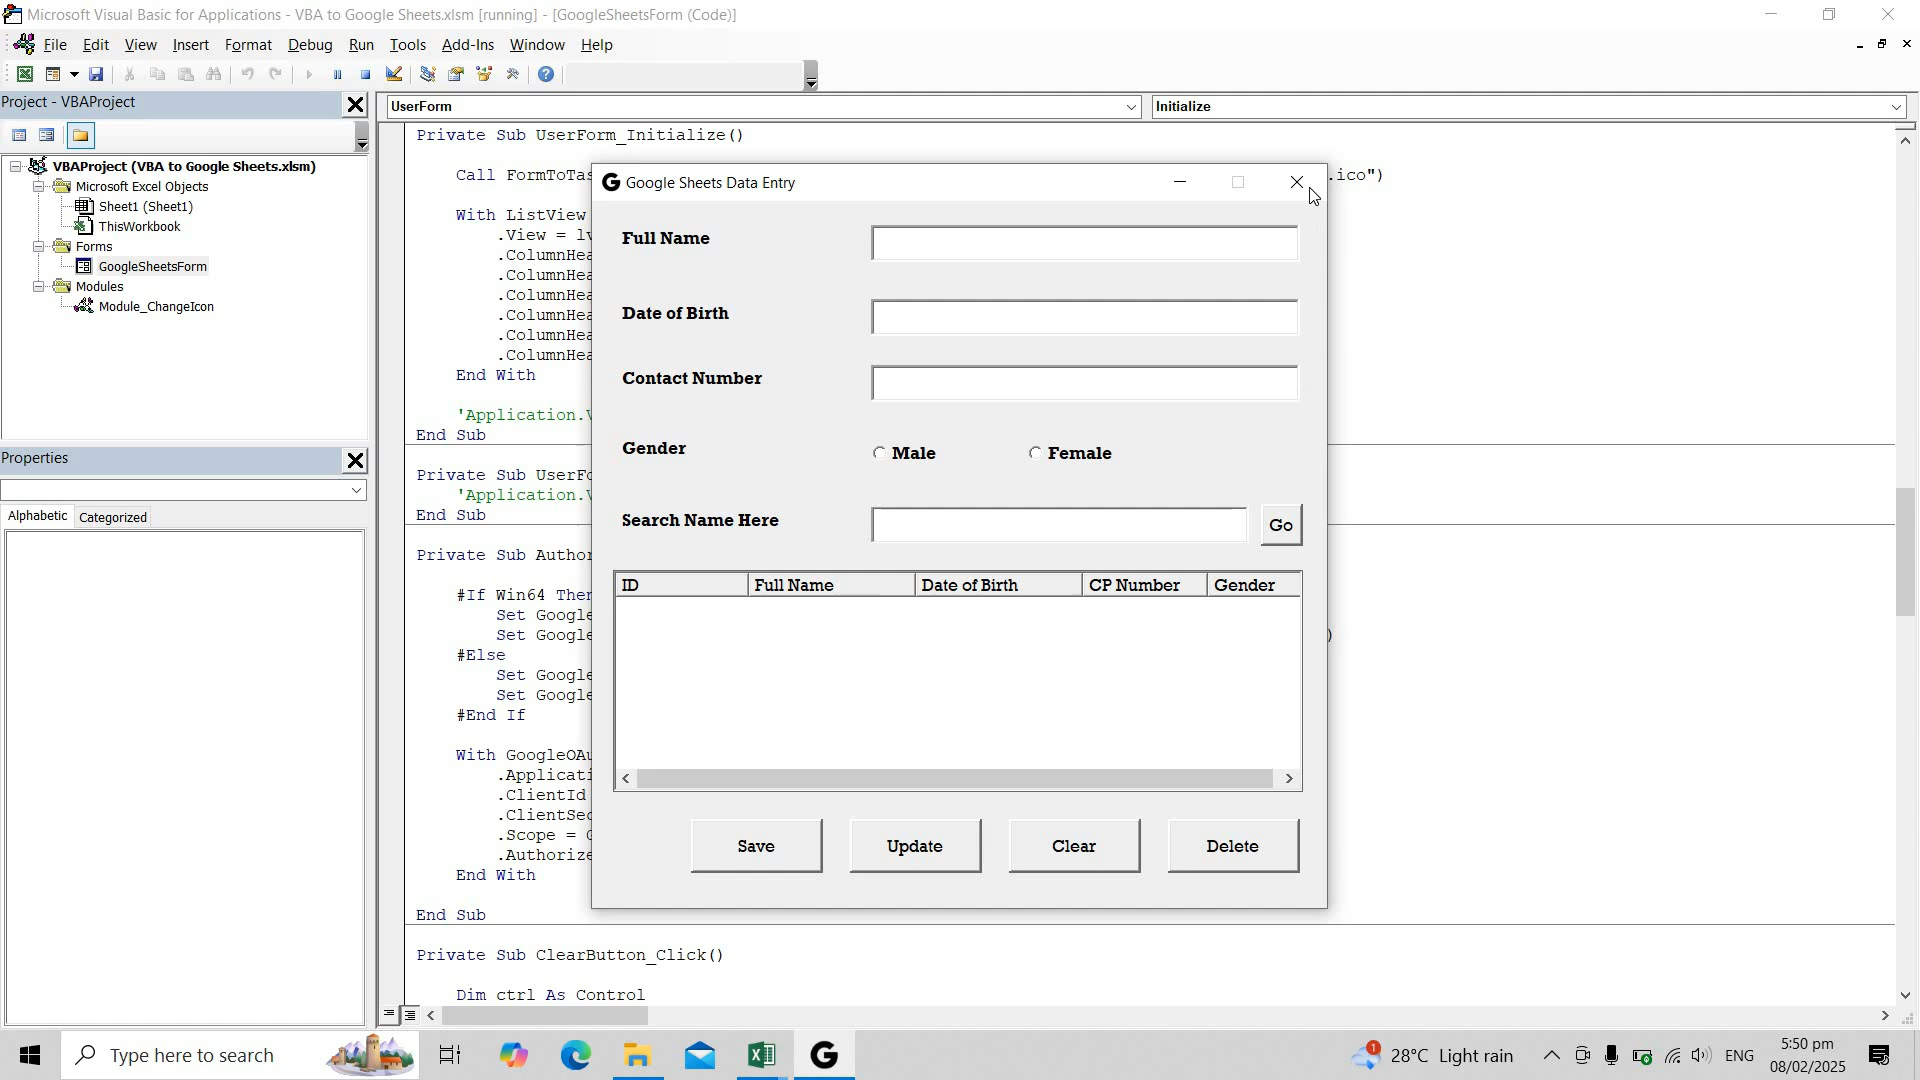 Microsoft Visual Basic for Applications - VBA to Google Sheets.xlsm [running] - [GoogleSheetsForm (Code)]
File Edit View Insert Format Debug Run Tools Add-Ins Window Help
Project - VBAProject
VBAProject (VBA to Google Sheets.xlsm)
Microsoft Excel Objects
Sheet1 (Sheet1)
ThisWorkbook
Forms
GoogleSheetsForm
Modules
Module_ChangeIcon
Properties
Alphabetic Categorized
UserForm Initialize
Private Sub UserForm_Initialize()
Call FormToTas .ico")
With ListView
.View = lv
.ColumnHea
.ColumnHea
.ColumnHea
.ColumnHea
.ColumnHea
.ColumnHea
End With
'Application.V
End Sub
Private Sub UserFo
'Application.V
End Sub
Private Sub Author
#If Win64 Then
Set Google
Set Google )
#Else
Set Google
Set Google
#End If
With GoogleOAu
.Applicati
.ClientId
.ClientSec
.Scope = G
.Authorize
End With
End Sub
Private Sub ClearButton_Click()
Dim ctrl As Control
Google Sheets Data Entry
Full Name
Date of Birth
Contact Number
Gender Male Female
Search Name Here Go
ID Full Name Date of Birth CP Number Gender
Save Update Clear Delete
Type here to search
1 28°C Light rain ENG 5:50 pm
08/02/2025